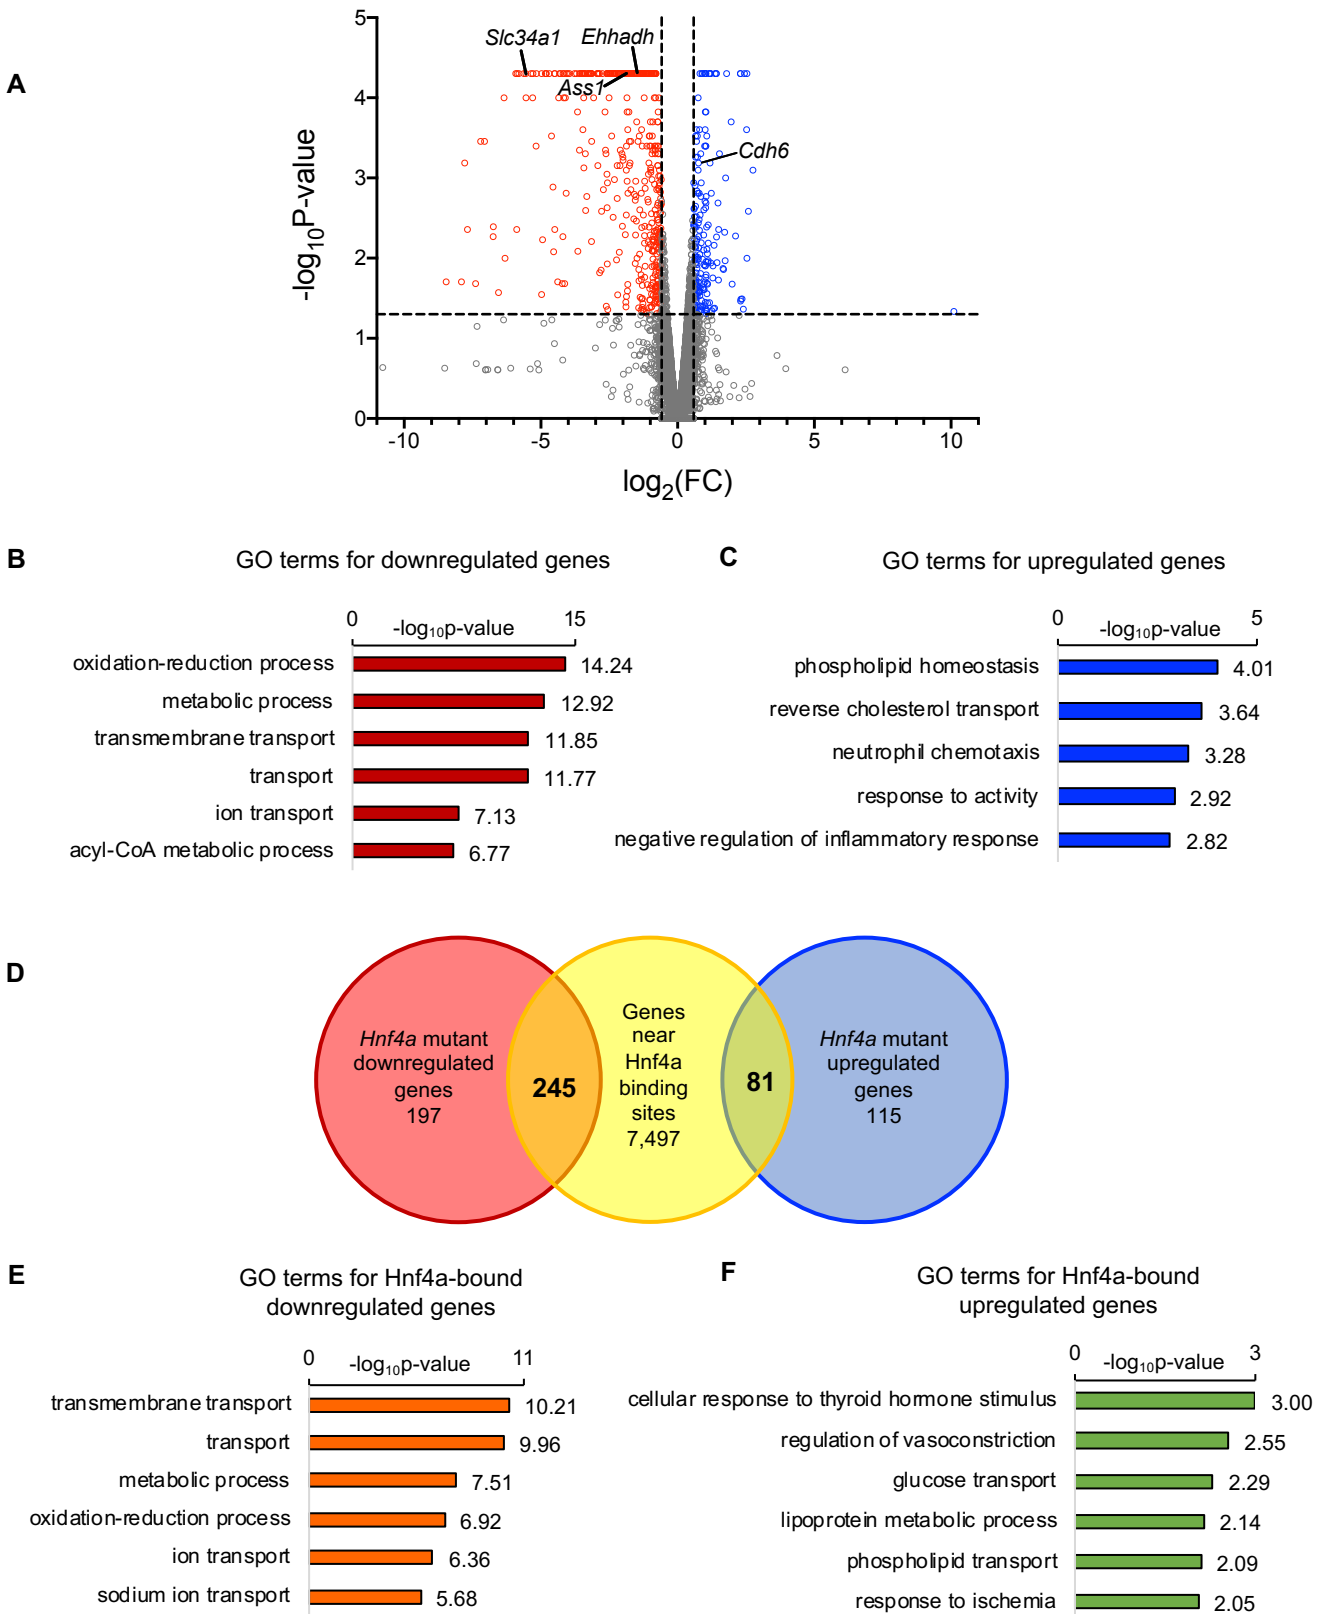 A
Slc34a1
Ehhadh
Ass1
Cdh6
-log10P-value
5
4
3
2
1
0
-10
-5
0
5
10
log2(FC)
B
GO terms for downregulated genes
0
15
-log10p-value
oxidation-reduction process 14.24
metabolic process 12.92
transmembrane transport 11.85
transport 11.77
ion transport 7.13
acyl-CoA metabolic process 6.77
C
GO terms for upregulated genes
0
5
-log10p-value
phospholipid homeostasis 4.01
reverse cholesterol transport 3.64
neutrophil chemotaxis 3.28
response to activity 2.92
negative regulation of inflammatory response 2.82
D
Hnf4a mutant
downregulated
genes
197
245
Genes
near
Hnf4a
binding
sites
7,497
81
Hnf4a mutant
upregulated
genes
115
E
GO terms for Hnf4a-bound
downregulated genes
0
11
-log10p-value
transmembrane transport 10.21
transport 9.96
metabolic process 7.51
oxidation-reduction process 6.92
ion transport 6.36
sodium ion transport 5.68
F
GO terms for Hnf4a-bound
upregulated genes
0
3
-log10p-value
cellular response to thyroid hormone stimulus 3.00
regulation of vasoconstriction 2.55
glucose transport 2.29
lipoprotein metabolic process 2.14
phospholipid transport 2.09
response to ischemia 2.05